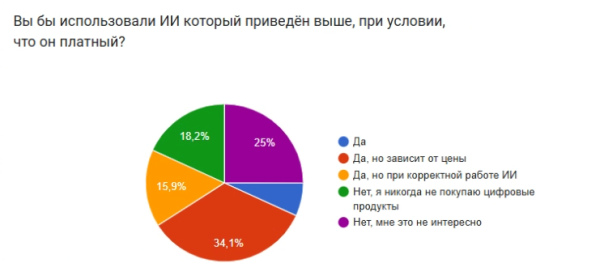 Вы бы использовали ИИ который приведён выше, при условии,
что он платный?
18,2%
25%
15,9%
34,1%
Да
Да, но зависит от цены
Да, но при корректной работе ИИ
Нет, я никогда не покупаю цифровые
продукты
Нет, мне это не интересно